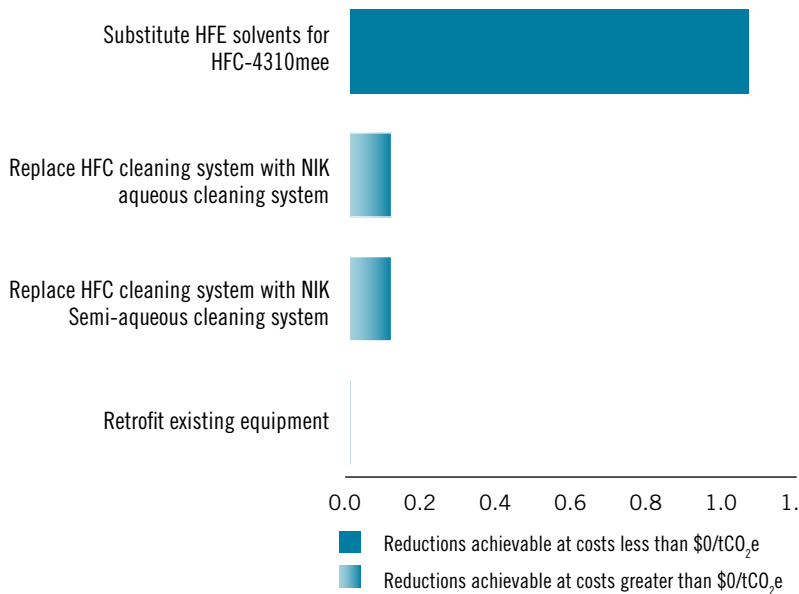 Substitute HFE solvents for
HFC-4310mee
Replace HFC cleaning system with NIK
aqueous cleaning system
Replace HFC cleaning system with NIK
Semi-aqueous cleaning system
Retrofit existing equipment
0.0 0.2 0.4 0.6 0.8 1.0 1.
Reductions achievable at costs less than $0/tCO₂e
Reductions achievable at costs greater than $0/tCO₂e